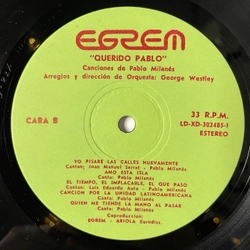 EGREM
"QUERIDO PABLO"
Canciones de Pablo Milanés
Arreglos y dirección de Orquesta: George Westley
CARA B
33 R.P.M.
LD-XD-302485-1
ESTEREO
YO PISARE LAS CALLES NUEVAMENTE
Cantan: Joan Manuel Serrat - Pablo Milanés
AMO ESTA ISLA
Canta: Pablo Milanés
EL TIEMPO, EL IMPLACABLE, EL QUE PASO
Cantan: Luis Eduardo Aute - Pablo Milanés
CANCION POR LA UNIDAD LATINOAMERICANA
Canta: Pablo Milanés
QUIEN ME TIENDE LA MANO AL PASAR
Canta: Pablo Milanés
Coproducción:
EGREM - ARIOLA Eurodisc.